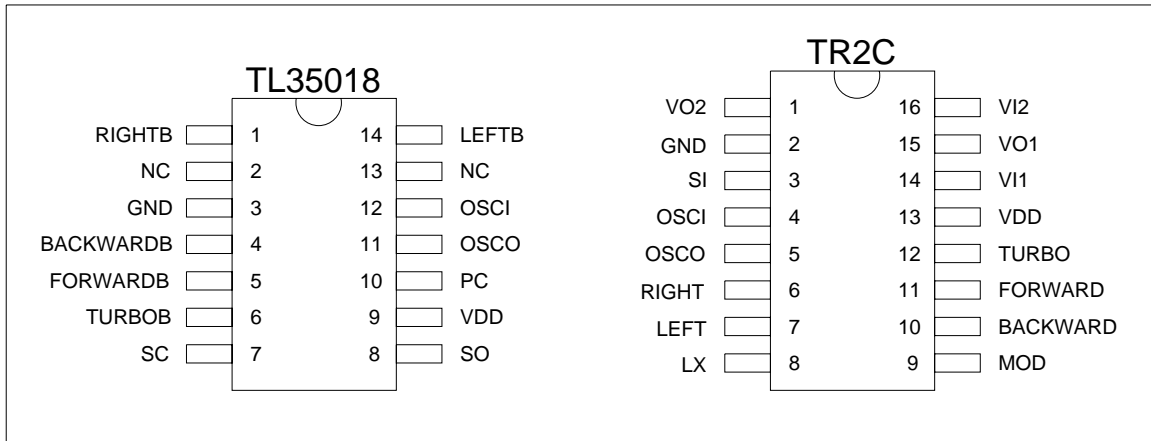 TL35018
RIGHTB 1 14 LEFTB
NC 2 13 NC
GND 3 12 OSCI
BACKWARDB 4 11 OSCO
FORWARDB 5 10 PC
TURBOB 6 9 VDD
SC 7 8 SO
TR2C
VO2 1 16 VI2
GND 2 15 VO1
SI 3 14 VI1
OSCI 4 13 VDD
OSCO 5 12 TURBO
RIGHT 6 11 FORWARD
LEFT 7 10 BACKWARD
LX 8 9 MOD